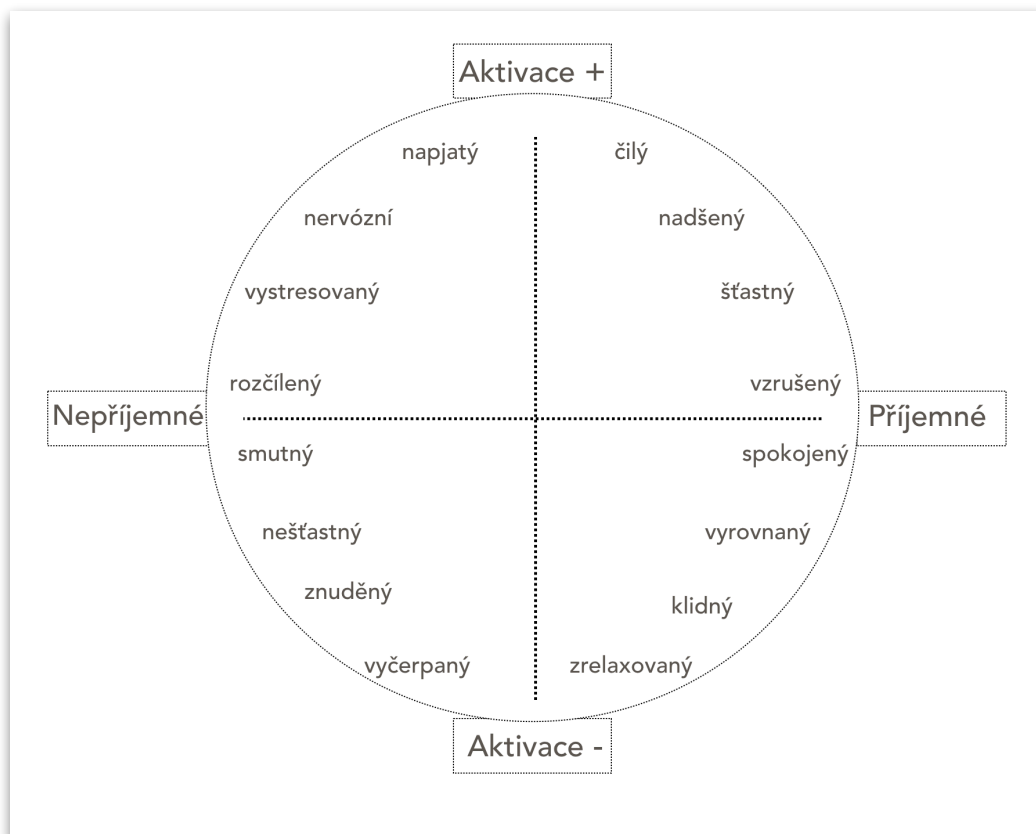 Aktivace +
napjatý
čilý
nervózní
nadšený
vystresovaný
šťastný
rozčílený
vzrušený
Nepříjemné
Příjemné
smutný
spokojený
nešťastný
vyrovnaný
znuděný
klidný
vyčerpaný
zrelaxovaný
Aktivace -